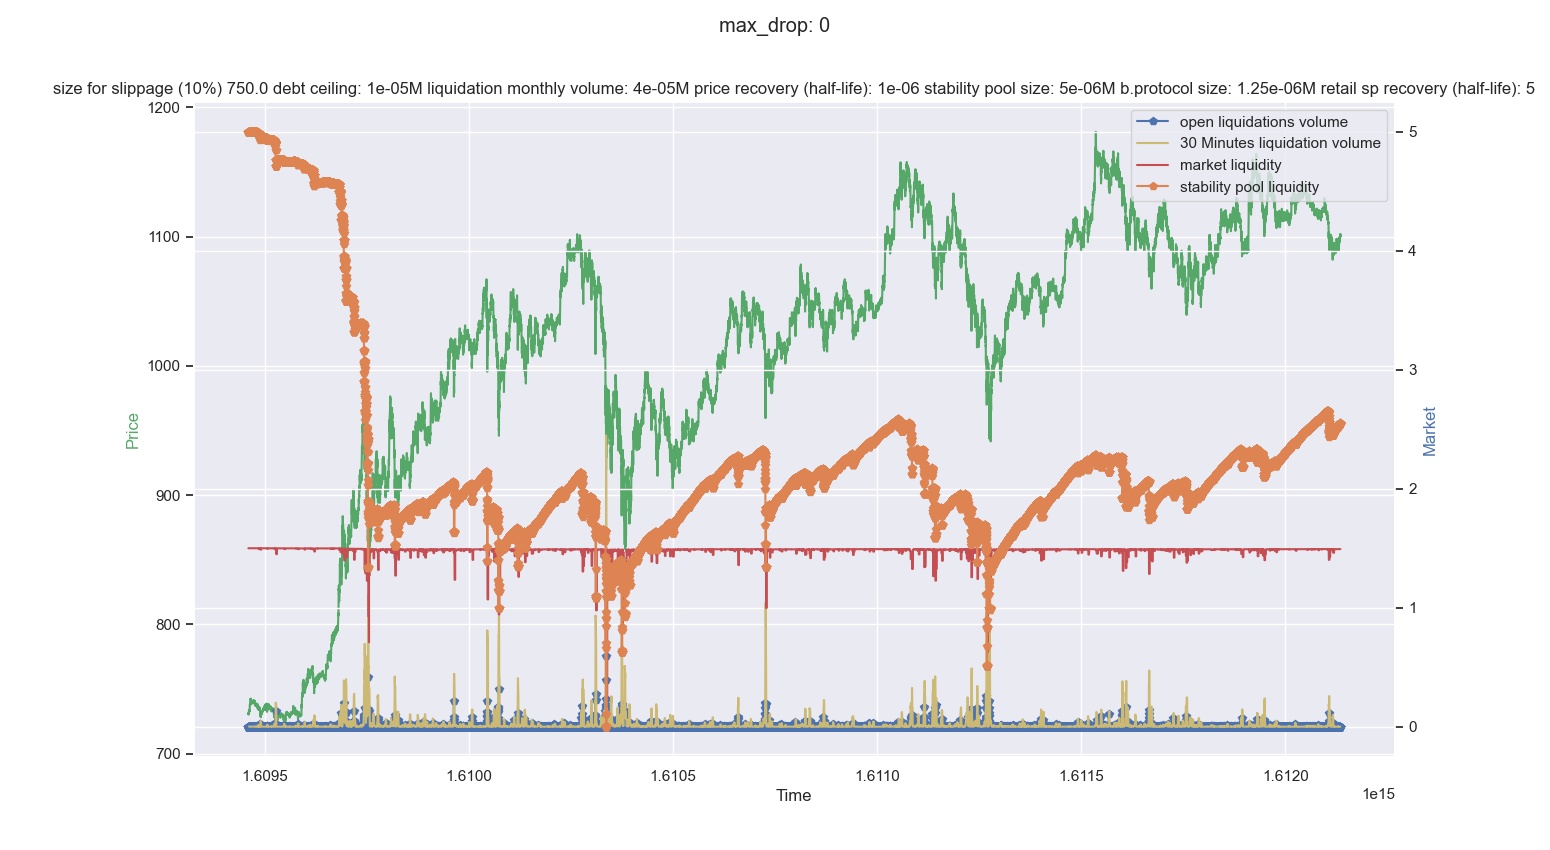 max_drop: 0
size for slippage (10%) 750.0 debt ceiling: 1e-05M liquidation monthly volume: 4e-05M price recovery (half-life): 1e-06 stability pool size: 5e-06M b.protocol size: 1.25e-06M retail sp recovery (half-life): 5
open liquidations volume
30 Minutes liquidation volume
market liquidity
stability pool liquidity
1200
1100
1000
900
800
700
Price
5
4
3
2
1
0
Market
1.6095 1.6100 1.6105 1.6110 1.6115 1.6120
Time
1e15